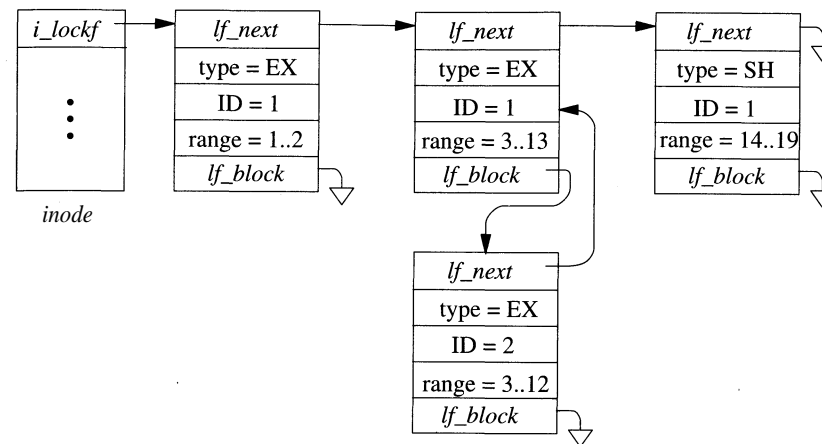 i_lockf
inode
lf_next
type = EX
ID = 1
range = 1..2
lf_block
lf_next
type = EX
ID = 1
range = 3..13
lf_block
lf_next
type = SH
ID = 1
range = 14..19
lf_block
lf_next
type = EX
ID = 2
range = 3..12
lf_block